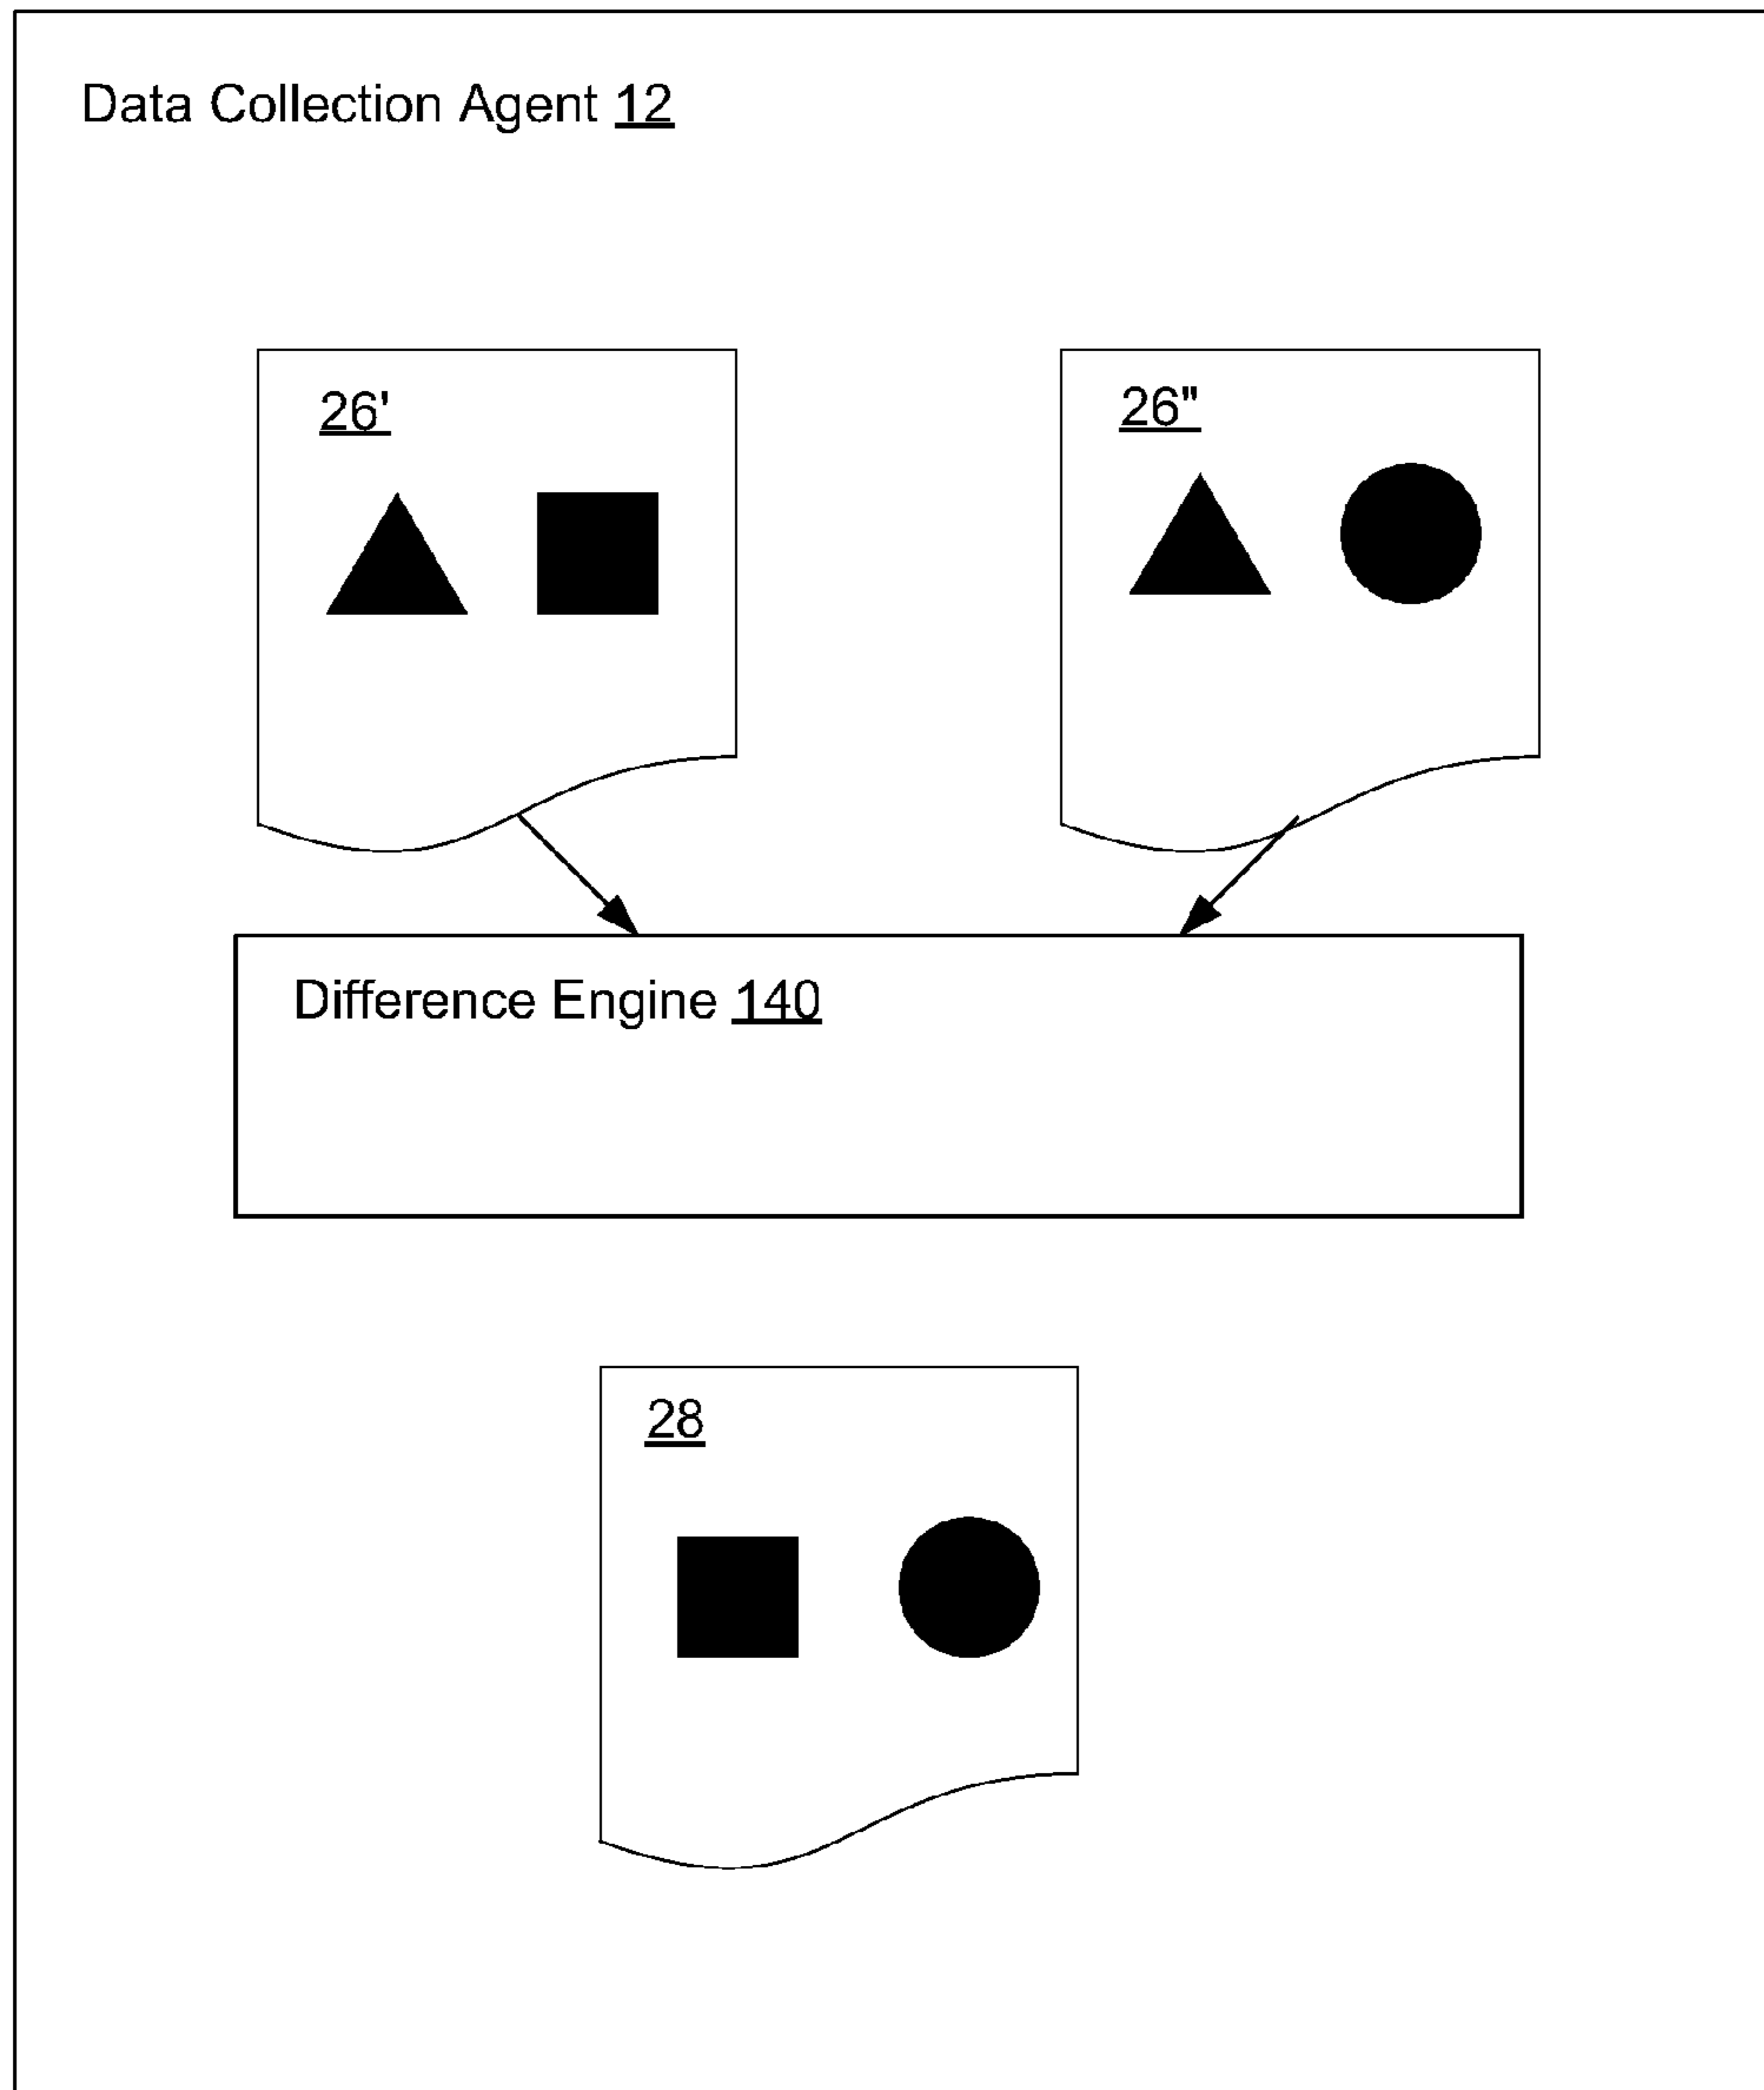 Data Collection Agent 12
26'
26"
Difference Engine 140
28